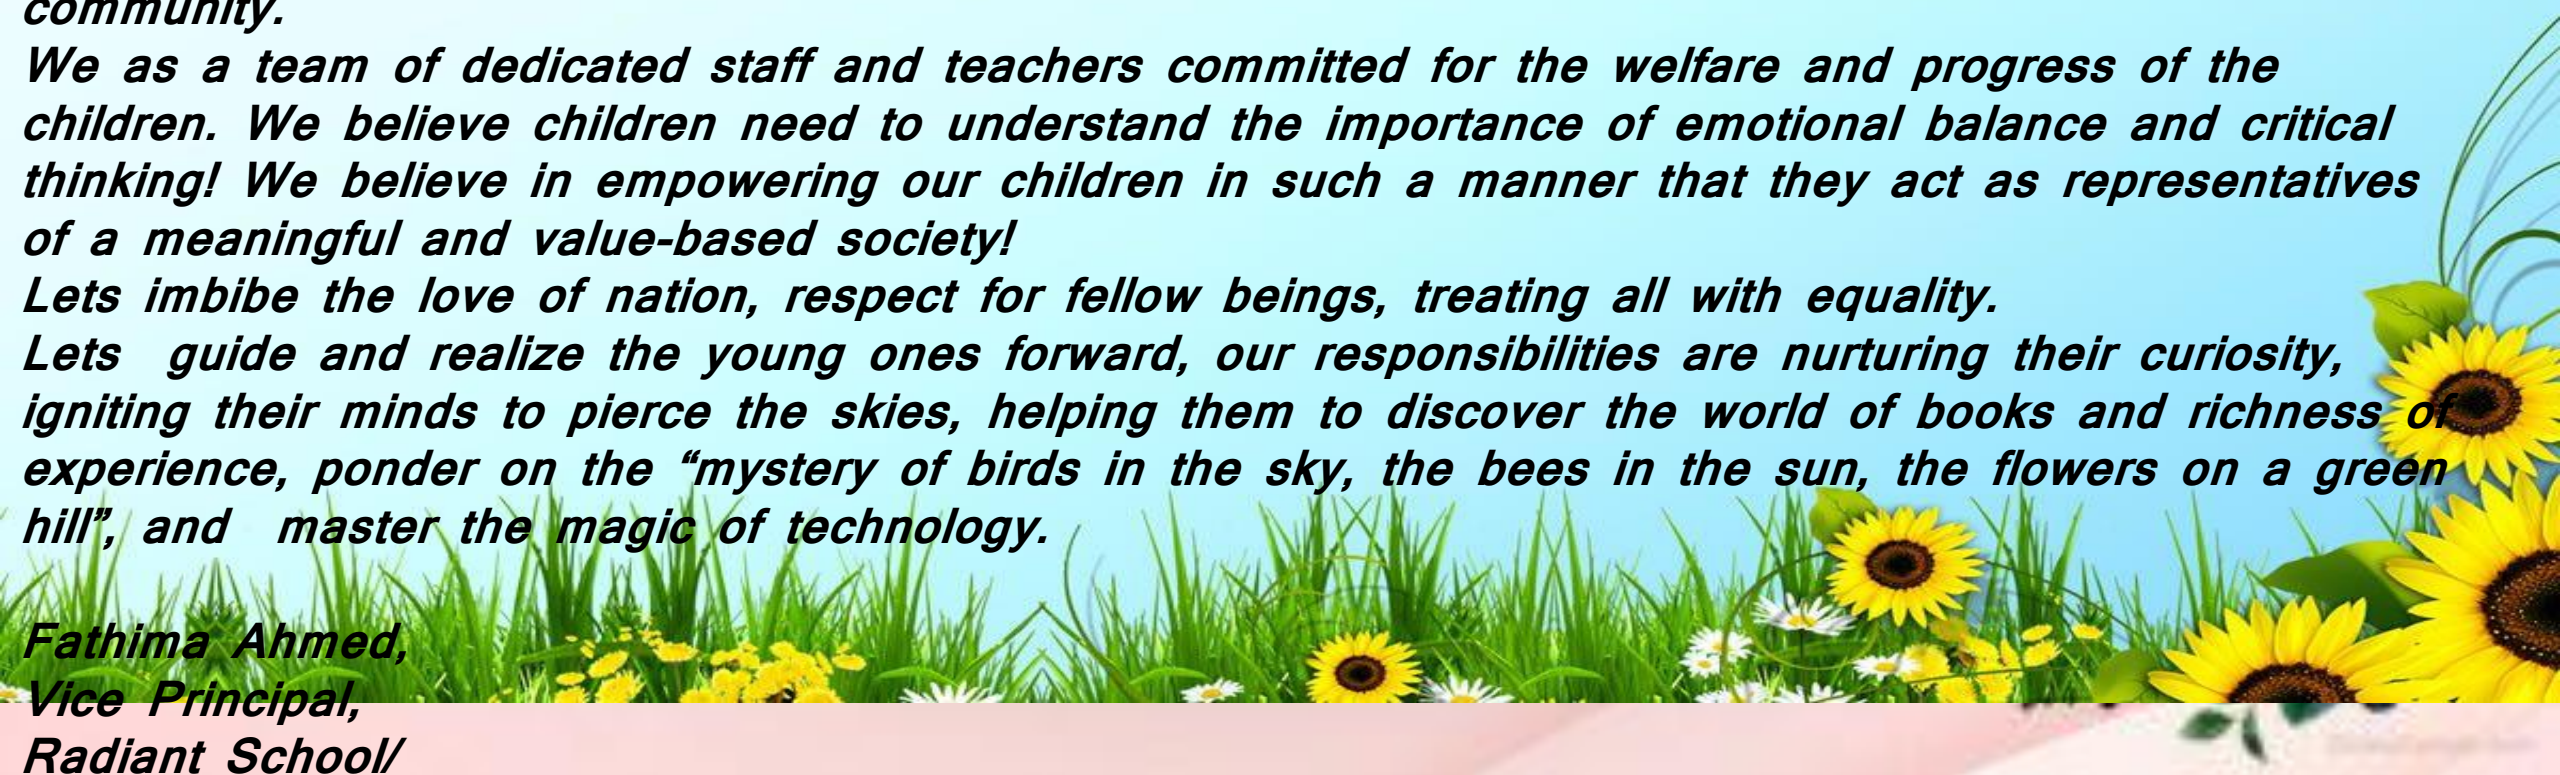 community.
We as a team of dedicated staff and teachers committed for the welfare and progress of the
children. We believe children need to understand the importance of emotional balance and critical
thinking! We believe in empowering our children in such a manner that they act as representatives
of a meaningful and value-based society!
Lets imbibe the love of nation, respect for fellow beings, treating all with equality.
Lets guide and realize the young ones forward, our responsibilities are nurturing their curiosity,
igniting their minds to pierce the skies, helping them to discover the world of books and richness of
experience, ponder on the “mystery of birds in the sky, the bees in the sun, the flowers on a green
hill”, and master the magic of technology.
Fathima Ahmed,
Vice Principal,
Radiant School/